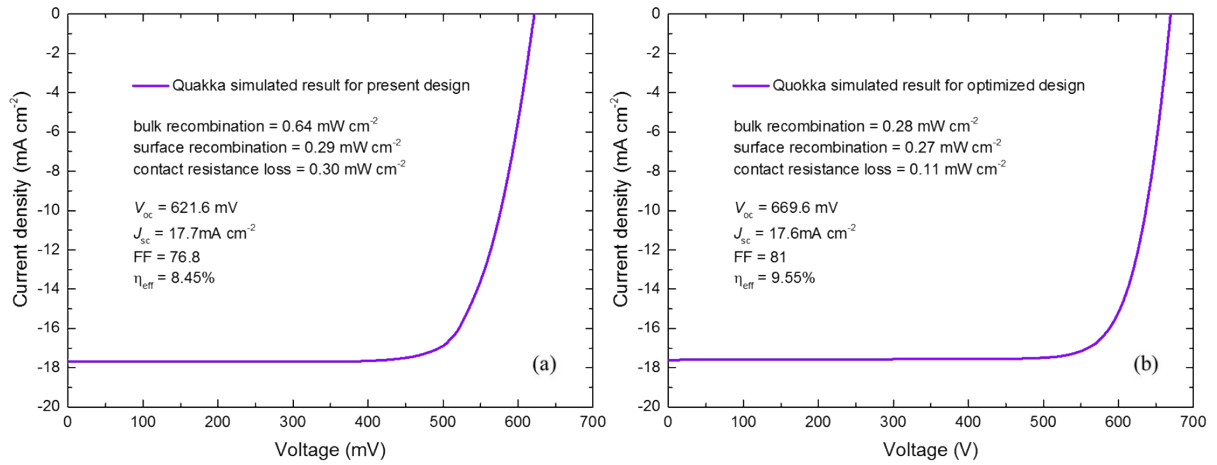 0
-2
-4
-6
-8
-10
-12
-14
-16
-18
-20
Current density (mA cm⁻²)
Quakka simulated result for present design
bulk recombination = 0.64 mW cm⁻²
surface recombination = 0.29 mW cm⁻²
contact resistance loss = 0.30 mW cm⁻²
Voc = 621.6 mV
Jsc = 17.7mA cm⁻²
FF = 76.8
ηeff = 8.45%
(a)
0 100 200 300 400 500 600 700
Voltage (mV)
0
-2
-4
-6
-8
-10
-12
-14
-16
-18
-20
Current density (mA cm⁻²)
Quokka simulated result for optimized design
bulk recombination = 0.28 mW cm⁻²
surface recombination = 0.27 mW cm⁻²
contact resistance loss = 0.11 mW cm⁻²
Voc = 669.6 mV
Jsc = 17.6mA cm⁻²
FF = 81
ηeff = 9.55%
(b)
0 100 200 300 400 500 600 700
Voltage (V)